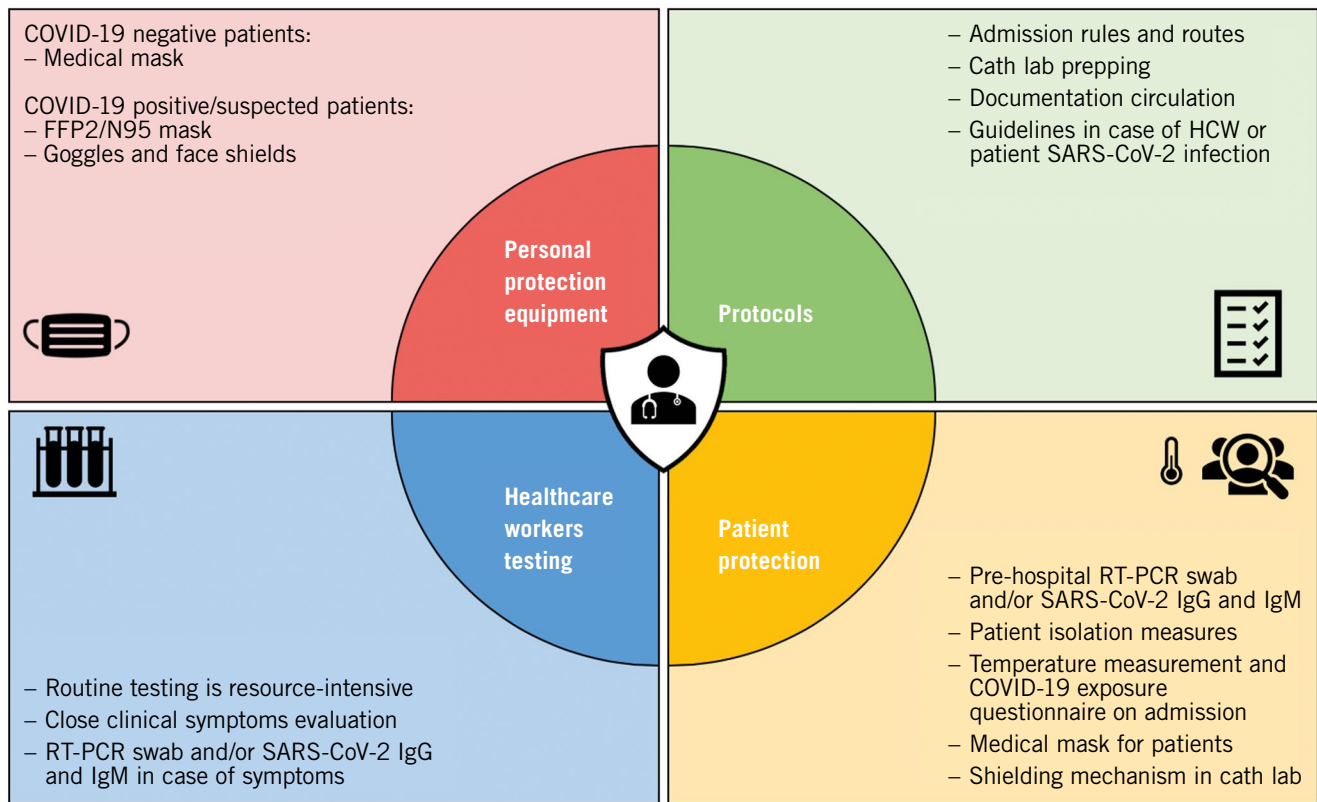 COVID-19 negative patients:
– Medical mask
COVID-19 positive/suspected patients:
– FFP2/N95 mask
– Goggles and face shields
Personal
protection
equipment
– Admission rules and routes
– Cath lab prepping
– Documentation circulation
– Guidelines in case of HCW or
patient SARS-CoV-2 infection
Protocols
Healthcare
workers
testing
– Routine testing is resource-intensive
– Close clinical symptoms evaluation
– RT-PCR swab and/or SARS-CoV-2 IgG
and IgM in case of symptoms
Patient
protection
– Pre-hospital RT-PCR swab
and/or SARS-CoV-2 IgG and IgM
– Patient isolation measures
– Temperature measurement and
COVID-19 exposure
questionnaire on admission
– Medical mask for patients
– Shielding mechanism in cath lab